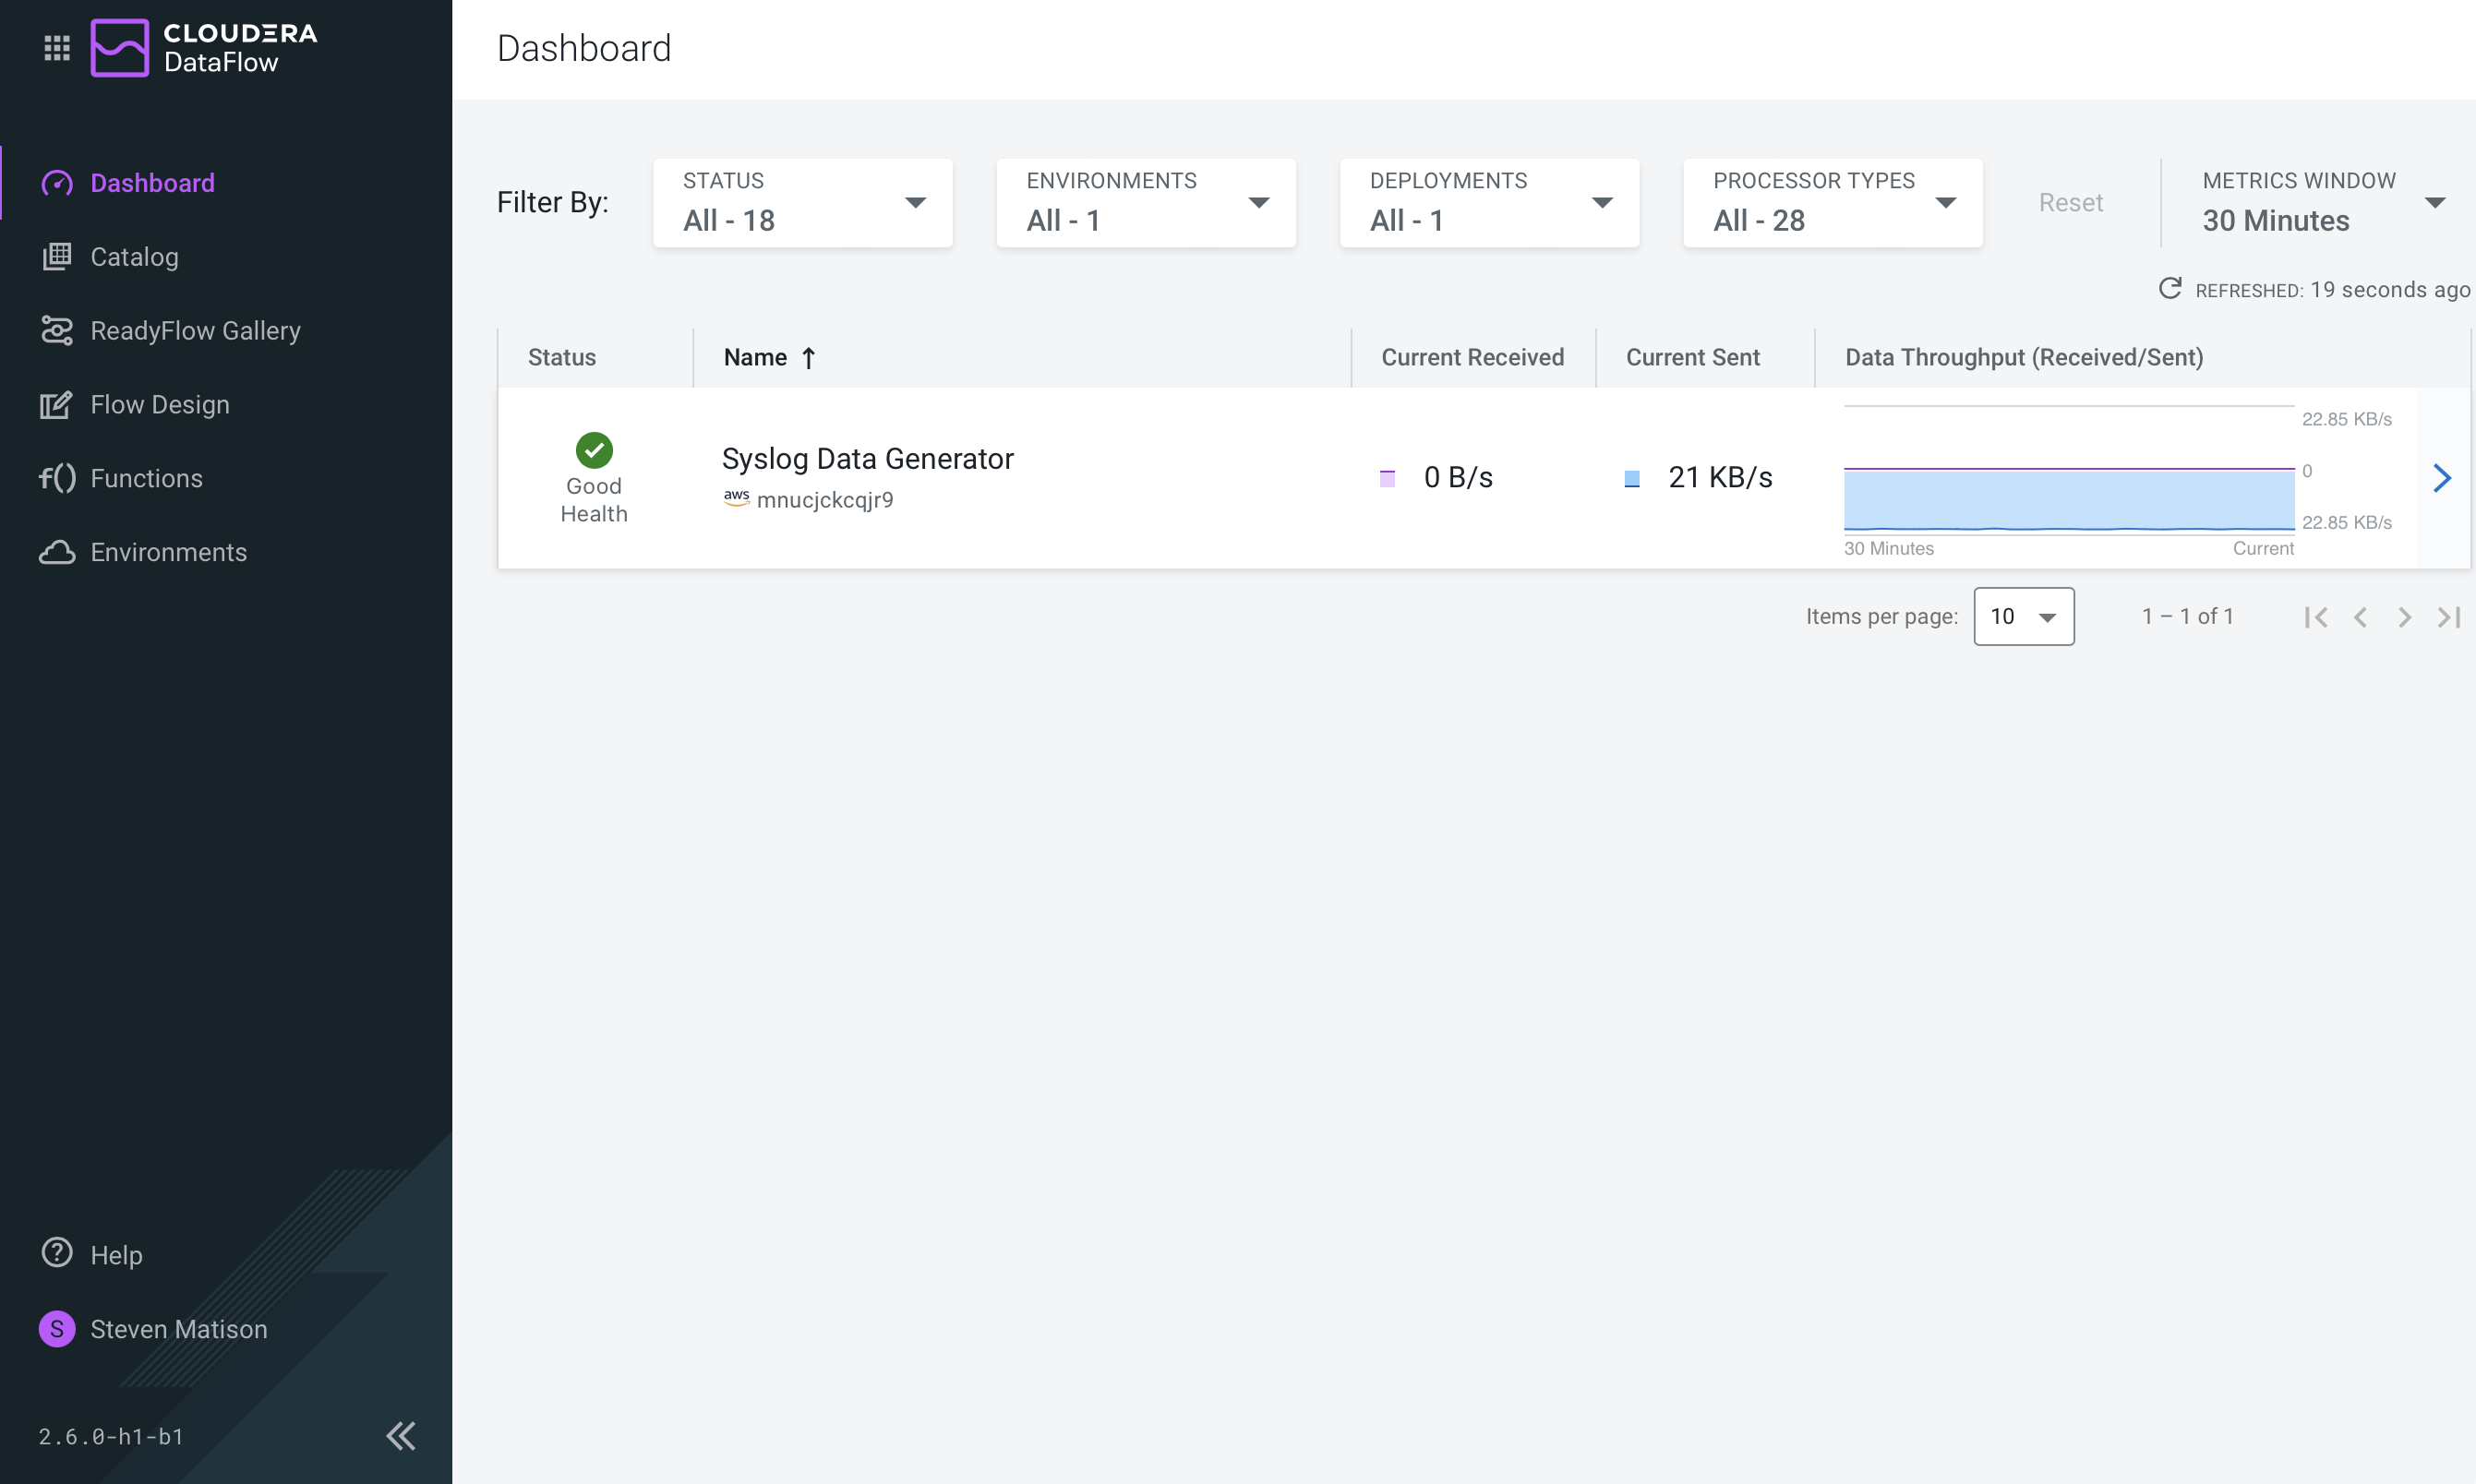 CLOUDERA
DataFlow
Dashboard
Catalog
ReadyFlow Gallery
Flow Design
f() Functions
Environments
? Help
S Steven Matison
2.6.0-h1-b1
Dashboard
Filter By:
STATUS
All - 18
ENVIRONMENTS
All - 1
DEPLOYMENTS
All - 1
PROCESSOR TYPES
All - 28
Reset
METRICS WINDOW
30 Minutes
REFRESHED: 19 seconds ago
Status Name ↑ Current Received Current Sent Data Throughput (Received/Sent)
Good
Health
Syslog Data Generator
aws mnucjckcqjr9
0 B/s
21 KB/s
22.85 KB/s
0
22.85 KB/s
30 Minutes Current
Items per page: 10 1 – 1 of 1